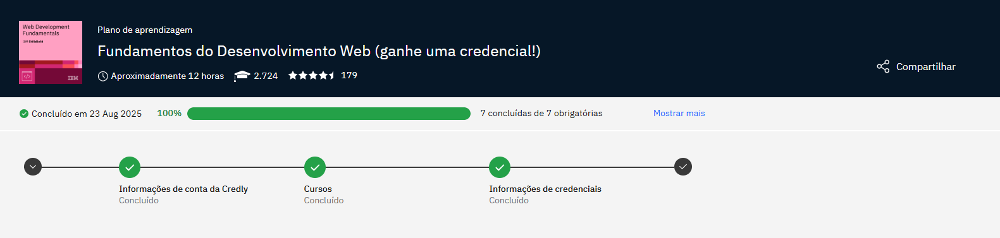 Web Development
Fundamentals
IBM SkillsBuild
IBM
Plano de aprendizagem
Fundamentos do Desenvolvimento Web (ganhe uma credencial!)
Aproximadamente 12 horas 2.724 179
Compartilhar
Concluído em 23 Aug 2025 100% 7 concluídas de 7 obrigatórias Mostrar mais
Informações de conta da Credly
Concluído
Cursos
Concluído
Informações de credenciais
Concluído